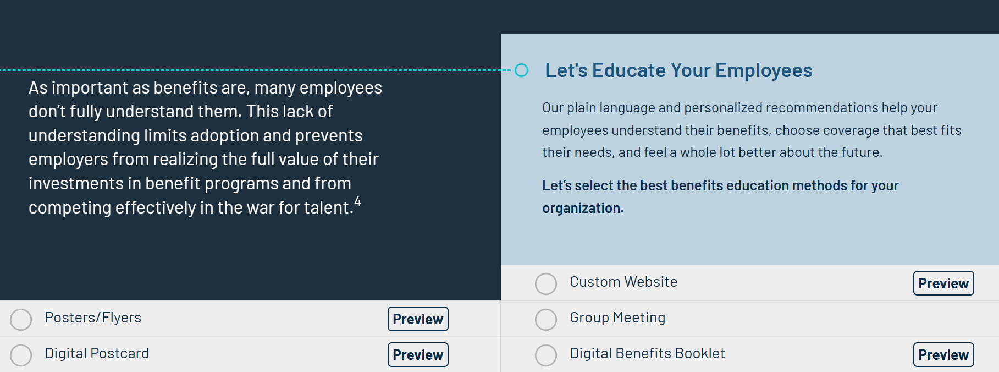 As important as benefits are, many employees
don’t fully understand them. This lack of
understanding limits adoption and prevents
employers from realizing the full value of their
investments in benefit programs and from
competing effectively in the war for talent.4
Let's Educate Your Employees
Our plain language and personalized recommendations help your
employees understand their benefits, choose coverage that best fits
their needs, and feel a whole lot better about the future.
Let’s select the best benefits education methods for your
organization.
Custom Website Preview
Posters/Flyers Preview
Group Meeting
Digital Postcard Preview
Digital Benefits Booklet Preview